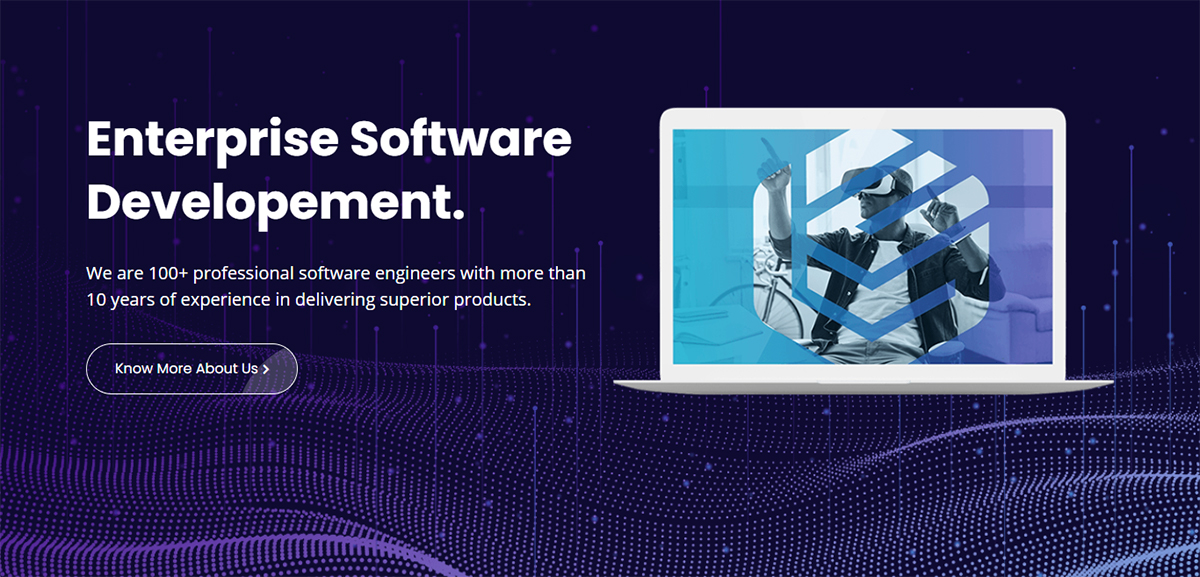 Enterprise Software
Developement.
We are 100+ professional software engineers with more than
10 years of experience in delivering superior products.
Know More About Us >